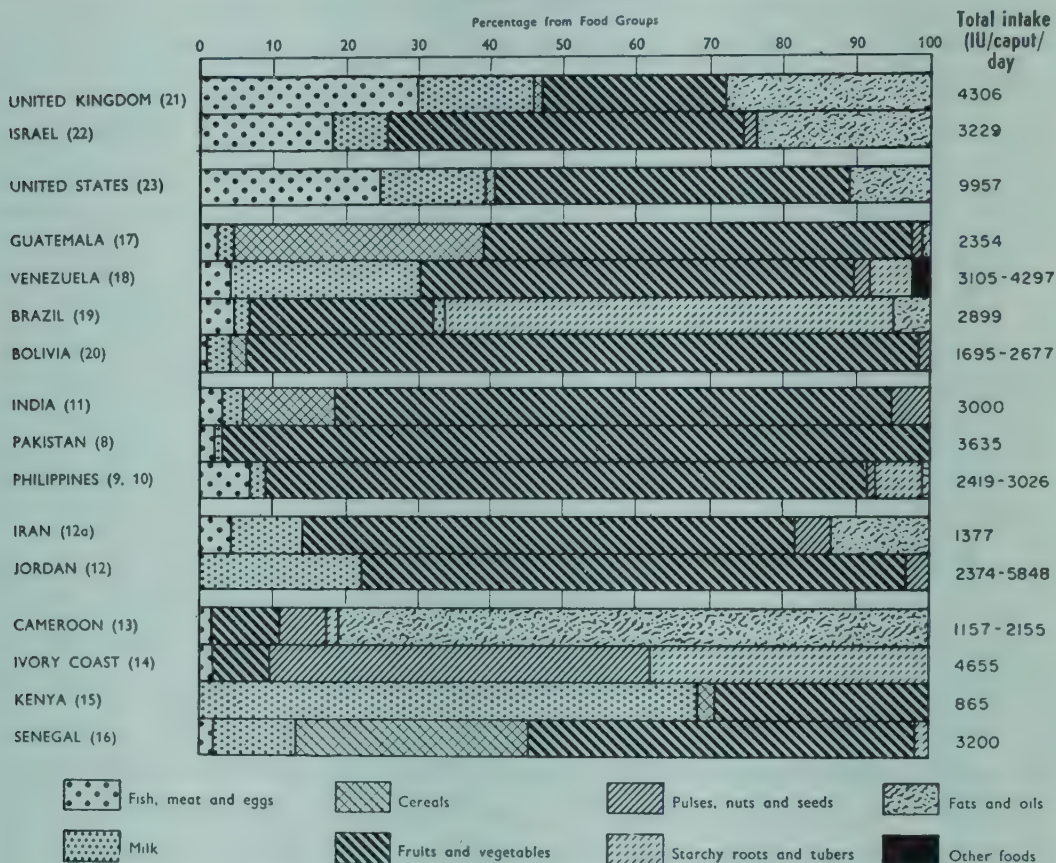 Percentage from Food Groups
Total intake
(IU/caput/
day
0 10 20 30 40 50 60 70 80 90 100
UNITED KINGDOM (21) 4306
ISRAEL (22) 3229
UNITED STATES (23) 9957
GUATEMALA (17) 2354
VENEZUELA (18) 3105-4297
BRAZIL (19) 2899
BOLIVIA (20) 1695-2677
INDIA (11) 3000
PAKISTAN (8) 3635
PHILIPPINES (9, 10) 2419-3026
IRAN (12a) 1377
JORDAN (12) 2374-5848
CAMEROON (13) 1157-2155
IVORY COAST (14) 4655
KENYA (15) 865
SENEGAL (16) 3200
Fish, meat and eggs Cereals Pulses, nuts and seeds Fats and oils
Milk Fruits and vegetables Starchy roots and tubers Other foods